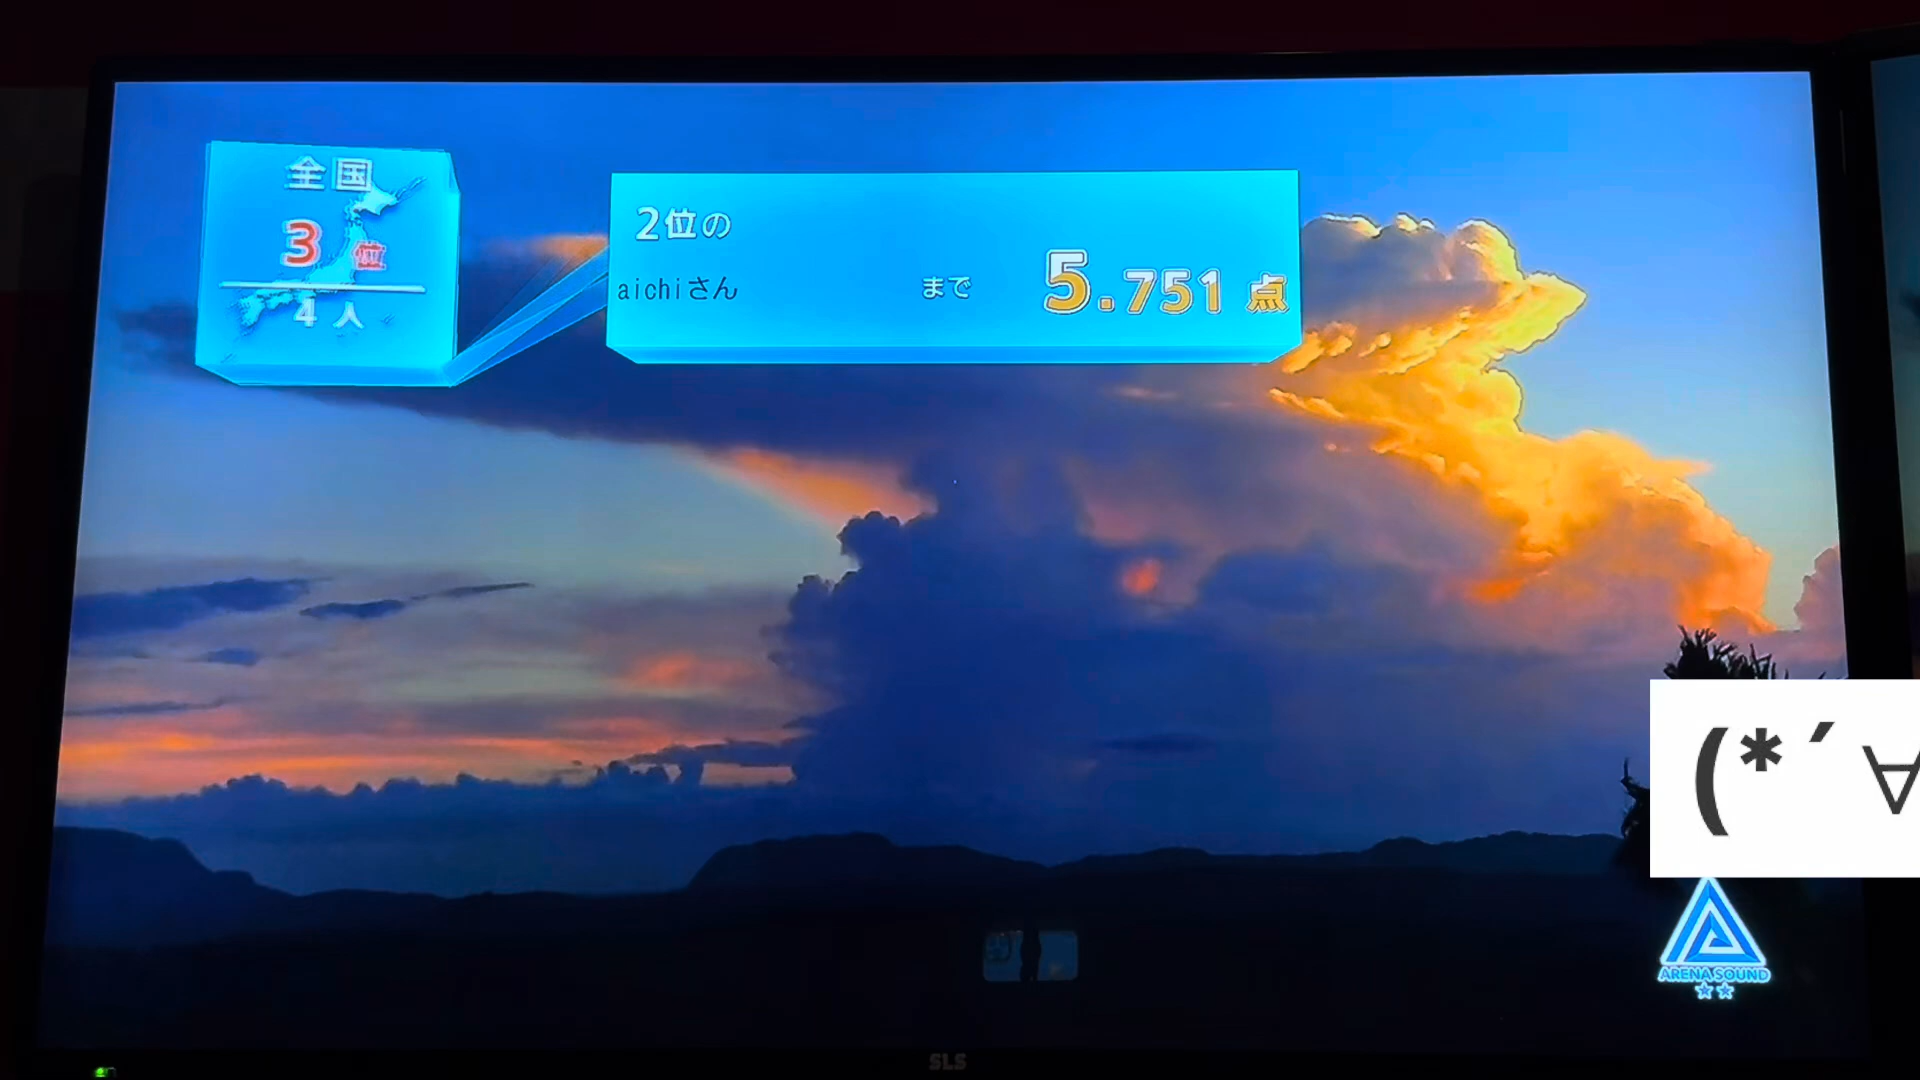 全国
3位
4人
2位の
aichiさん まで 5.751点
(*´∀
ARENA SOUND
★★
SLS